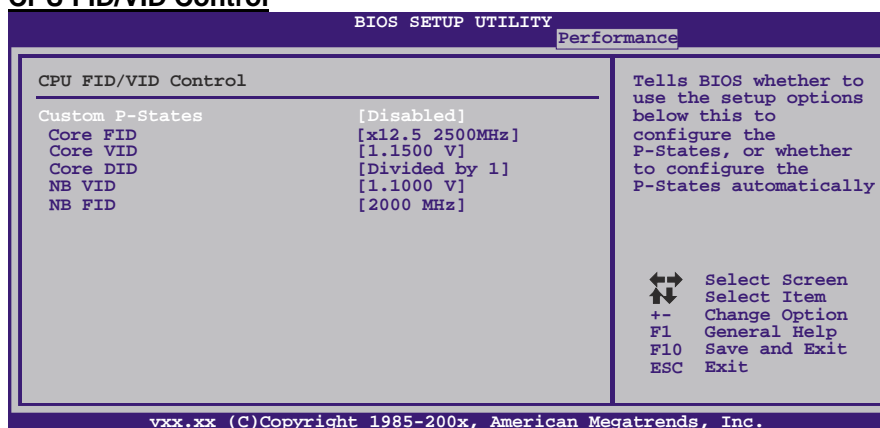 CPU FID/VID Control
BIOS SETUP UTILITY
Performance
CPU FID/VID Control
Custom P-States [Disabled]
Core FID [x12.5 2500MHz]
Core VID [1.1500 V]
Core DID [Divided by 1]
NB VID [1.1000 V]
NB FID [2000 MHz]
Tells BIOS whether to
use the setup options
below this to
configure the
P-States, or whether
to configure the
P-States automatically
Select Screen
Select Item
+- Change Option
F1 General Help
F10 Save and Exit
ESC Exit
vxx.xx (C)Copyright 1985-200x, American Megatrends, Inc.